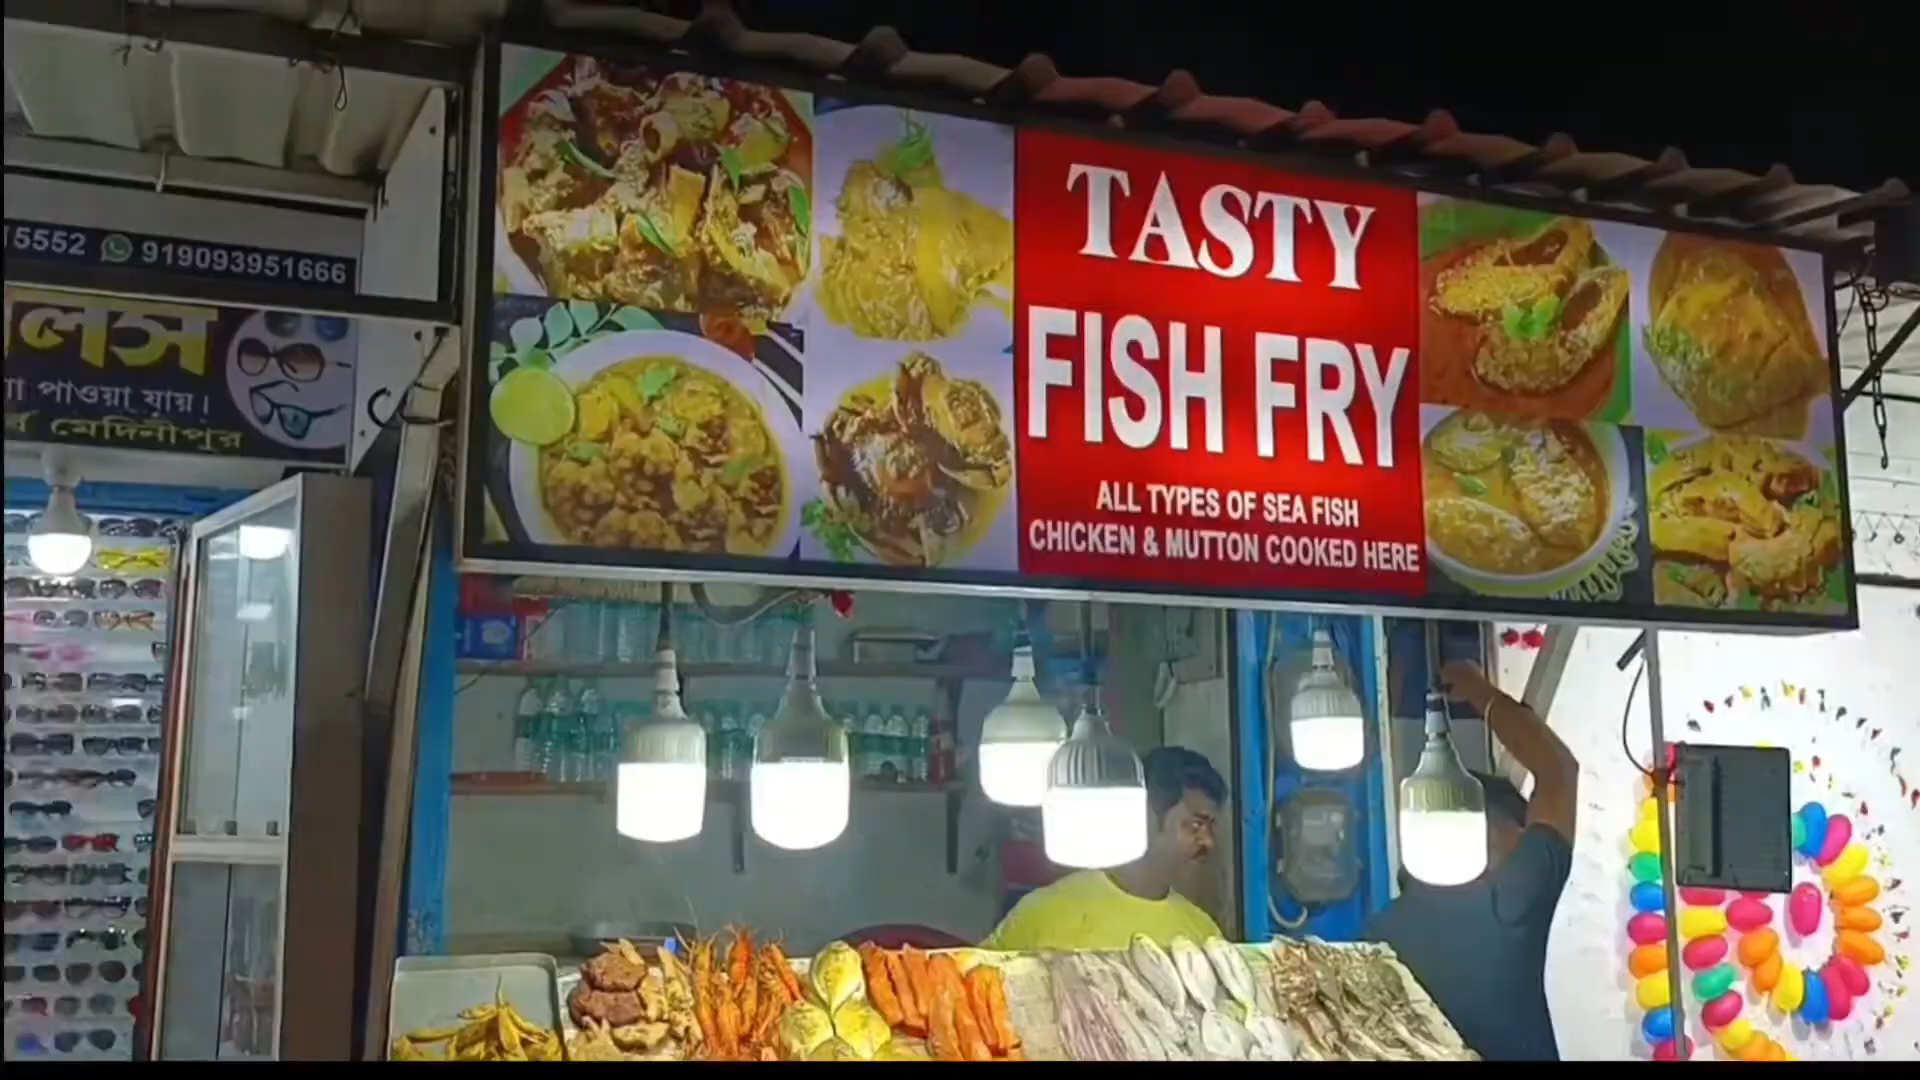 5552 919093951666
লস
পাওয়া যায়।
মেদিনীপুর
TASTY
FISH FRY
ALL TYPES OF SEA FISH
CHICKEN & MUTTON COOKED HERE